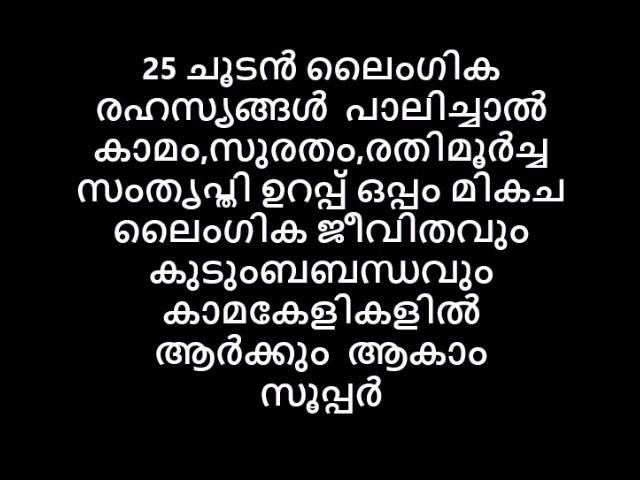 25 ചൂടൻ ലൈംഗിക
രഹസ്യങ്ങൾ പാലിച്ചാൽ
കാമം,സുരതം,രതിമൂർച്ച
സംതൃപ്തി ഉറപ്പ് ഒപ്പം മികച
ലൈംഗിക ജീവിതവും
കുടുംബബന്ധവും
കാമകേളികളിൽ
ആർക്കും ആകാം
സൂപ്പർ